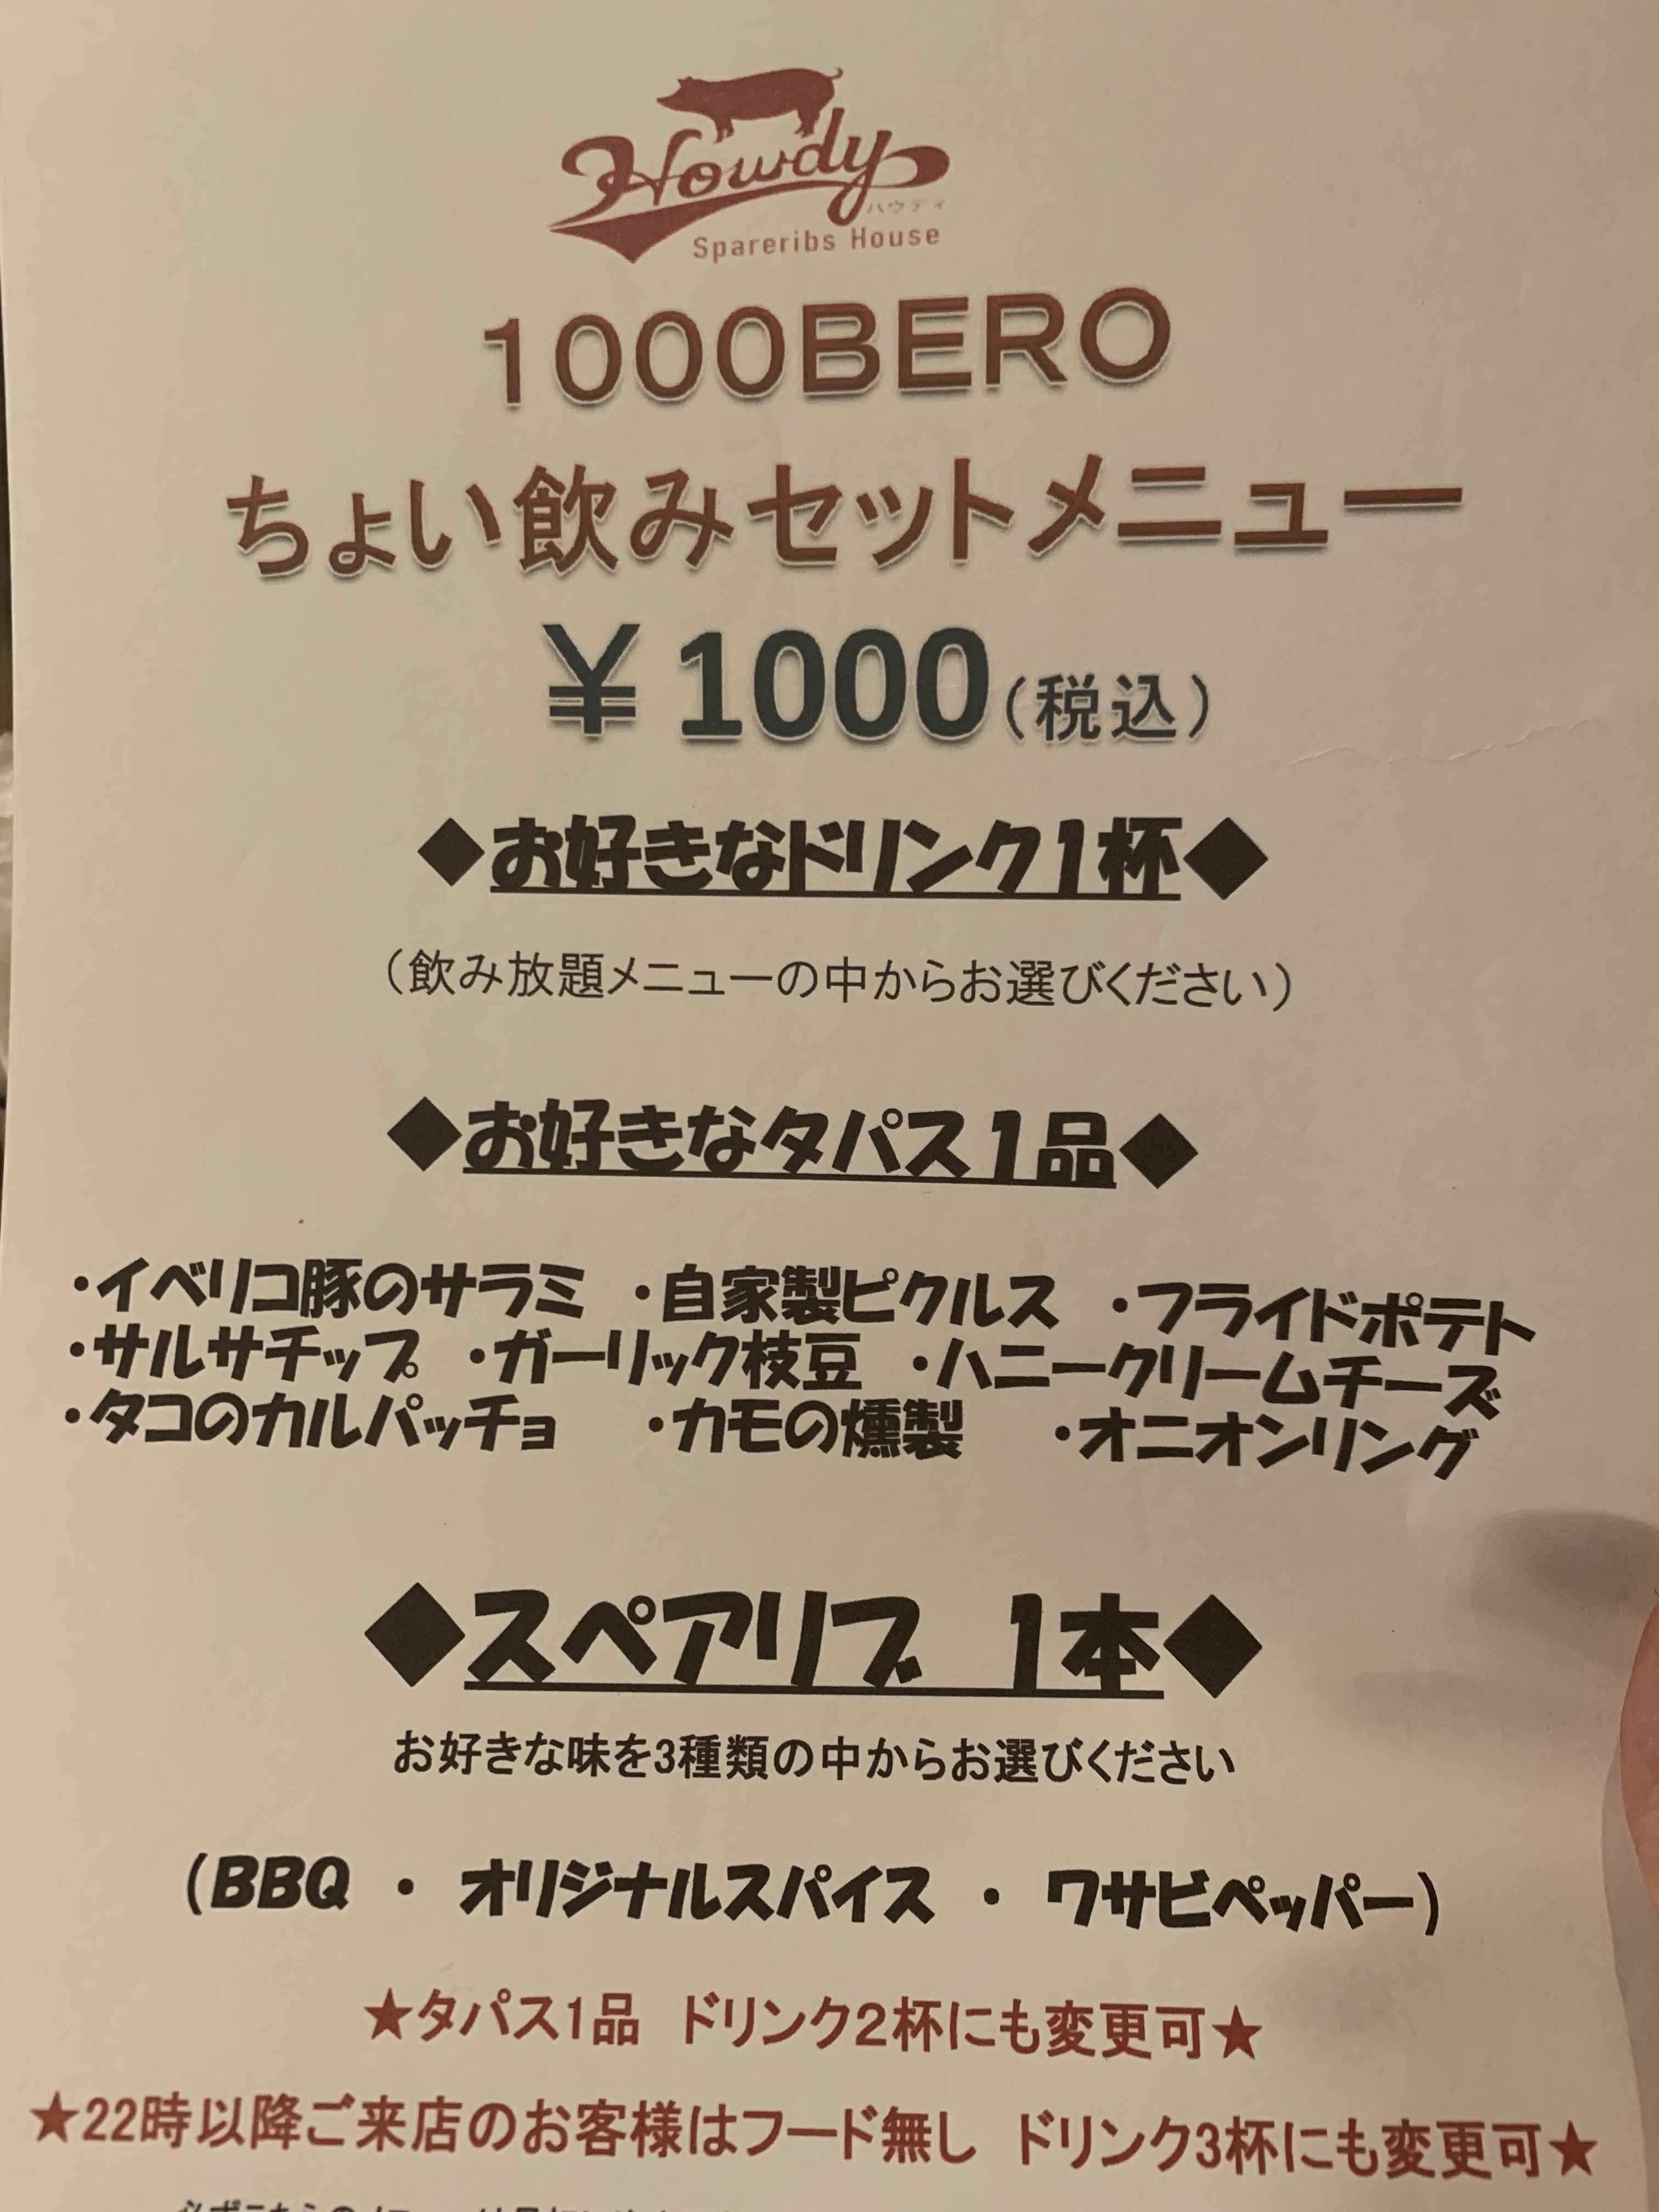 Howdy
ハウディ
Spareribs House
1000BERO
ちょい飲みセットメニュー
￥1000（税込）
◆お好きなドリンク1杯◆
（飲み放題メニューの中からお選びください）
◆お好きなタパス1品◆
・イベリコ豚のサラミ ・自家製ピクルス ・フライドポテト
・サルサチップ ・ガーリック枝豆 ・ハニークリームチーズ
・タコのカルパッチョ ・カモの燻製 ・オニオンリング
◆スペアリブ 1本◆
お好きな味を3種類の中からお選びください
（BBQ ・ オリジナルスパイス ・ ワサビペッパー）
★タパス1品 ドリンク2杯にも変更可★
★22時以降ご来店のお客様はフード無し ドリンク3杯にも変更可★